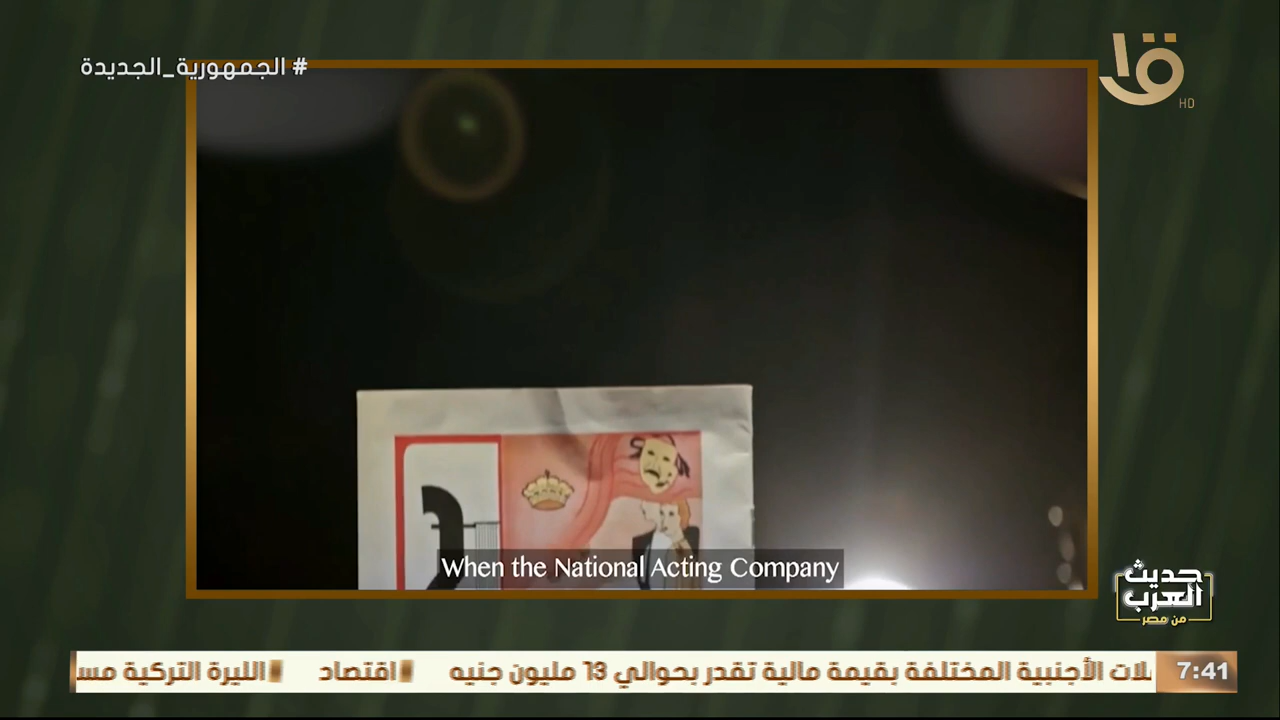 # الجمهورية_الجديدة
HD
When the National Acting Company
حديث
العرب
من مصر
لات الأجنبية المختلفة بقيمة مالية تقدر بحوالي 13 مليون جنيه اقتصاد الليرة التركية
7:41